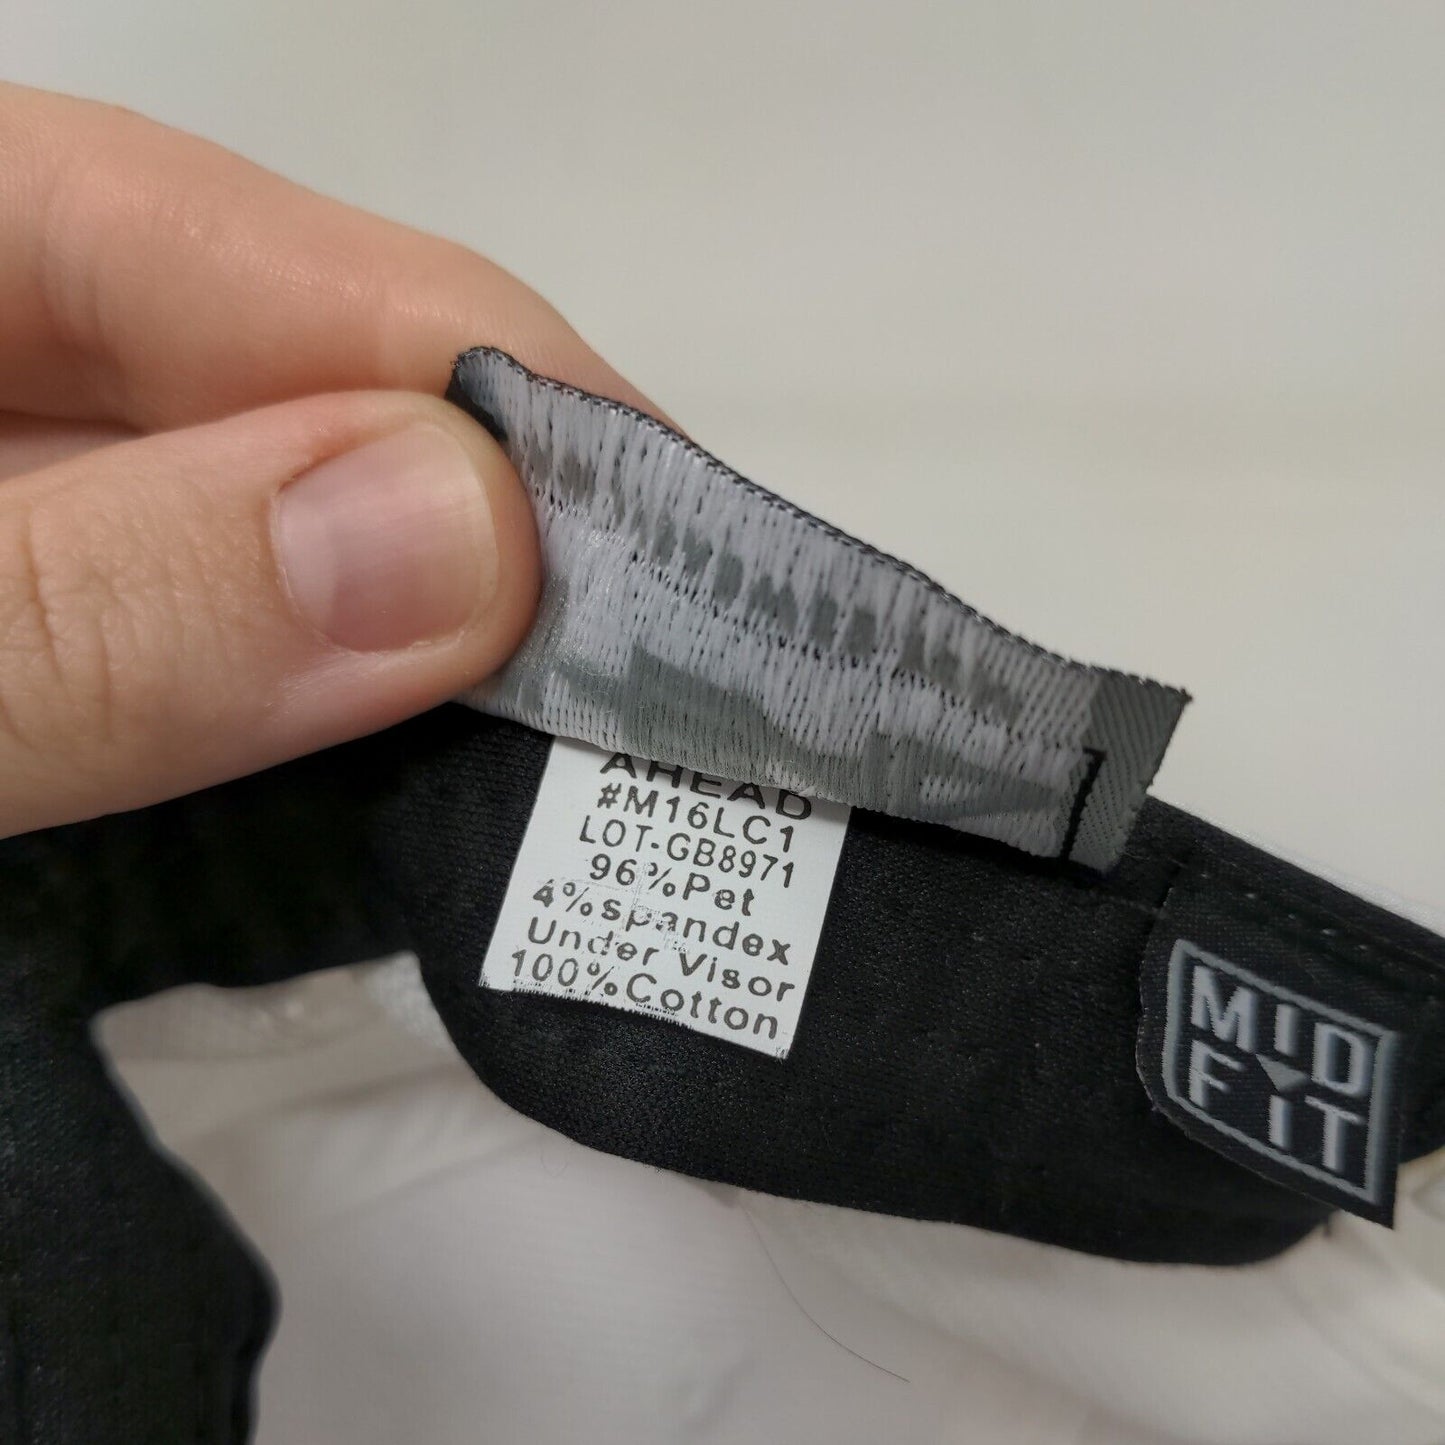 AHEAD
#M16LC1
LOT-GB8971
96%Pet
4%spandex
Under Visor
100%Cotton
MID
FIT